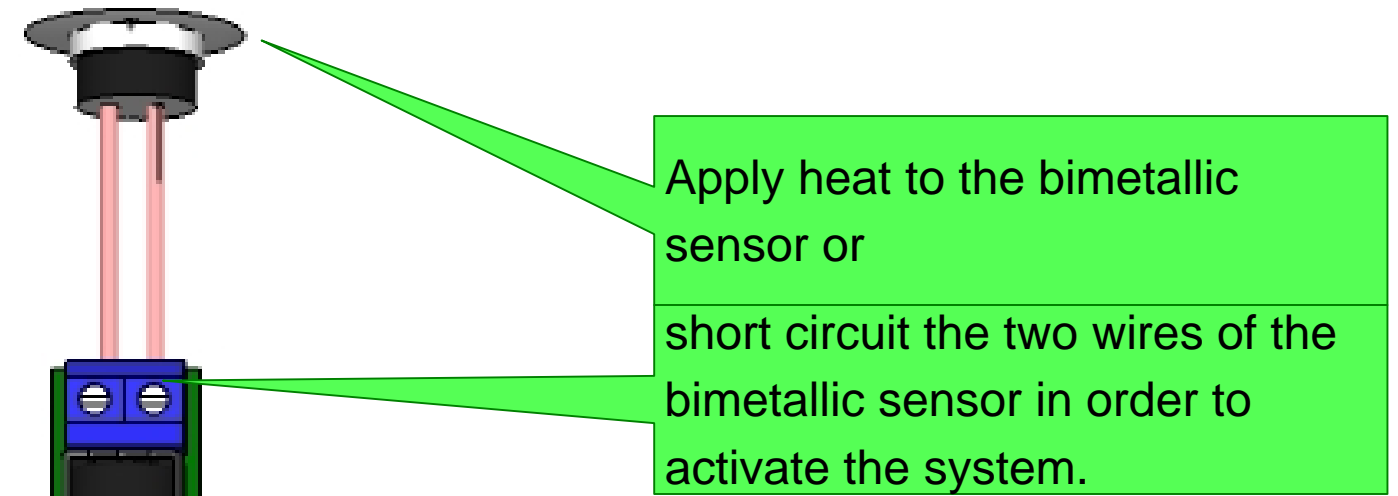 Apply heat to the bimetallic
sensor or
short circuit the two wires of the
bimetallic sensor in order to
activate the system.